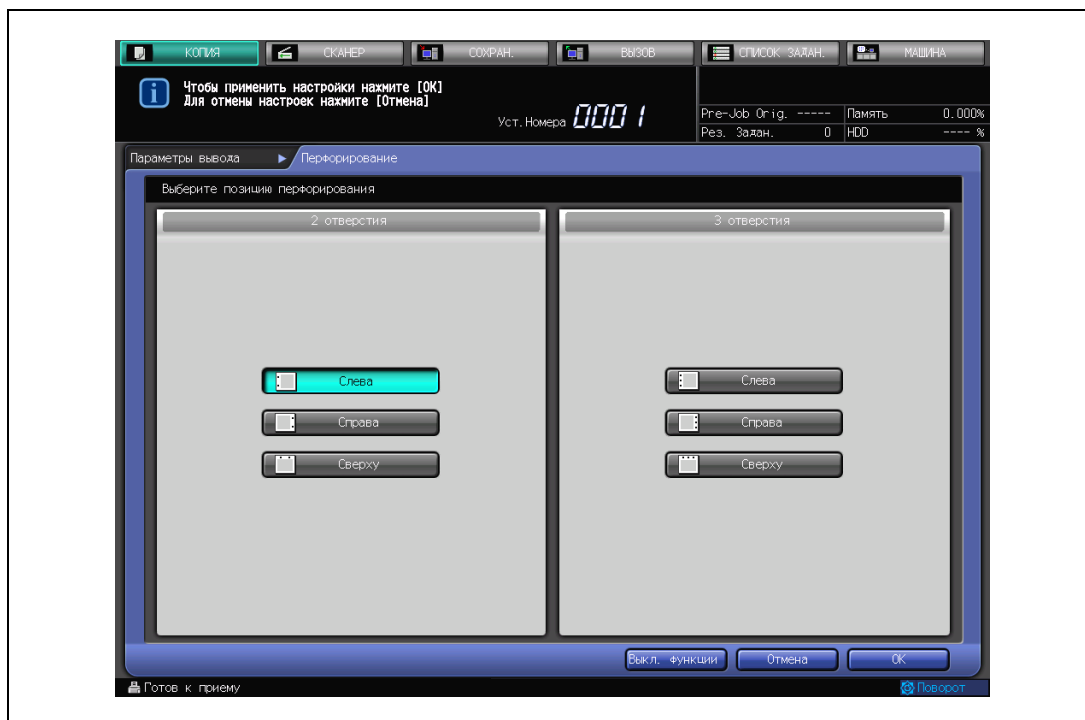 КОПИЯ СКАНЕР СОХРАН. ВЫЗОВ СПИСОК ЗАДАН. МАШИНА
Чтобы применить настройки нажмите [ОК]
Для отмены настроек нажмите [Отмена]
Уст.Номера 0001
Pre-Job Orig. ----- Память 0.000%
Рез. Задан. 0 HDD ---- %
Параметры вывода Перфорирование
Выберите позицию перфорирования
2 отверстия 3 отверстия
Слева Слева
Справа Справа
Сверху Сверху
Выкл. функции Отмена OK
Готов к приему Поворот